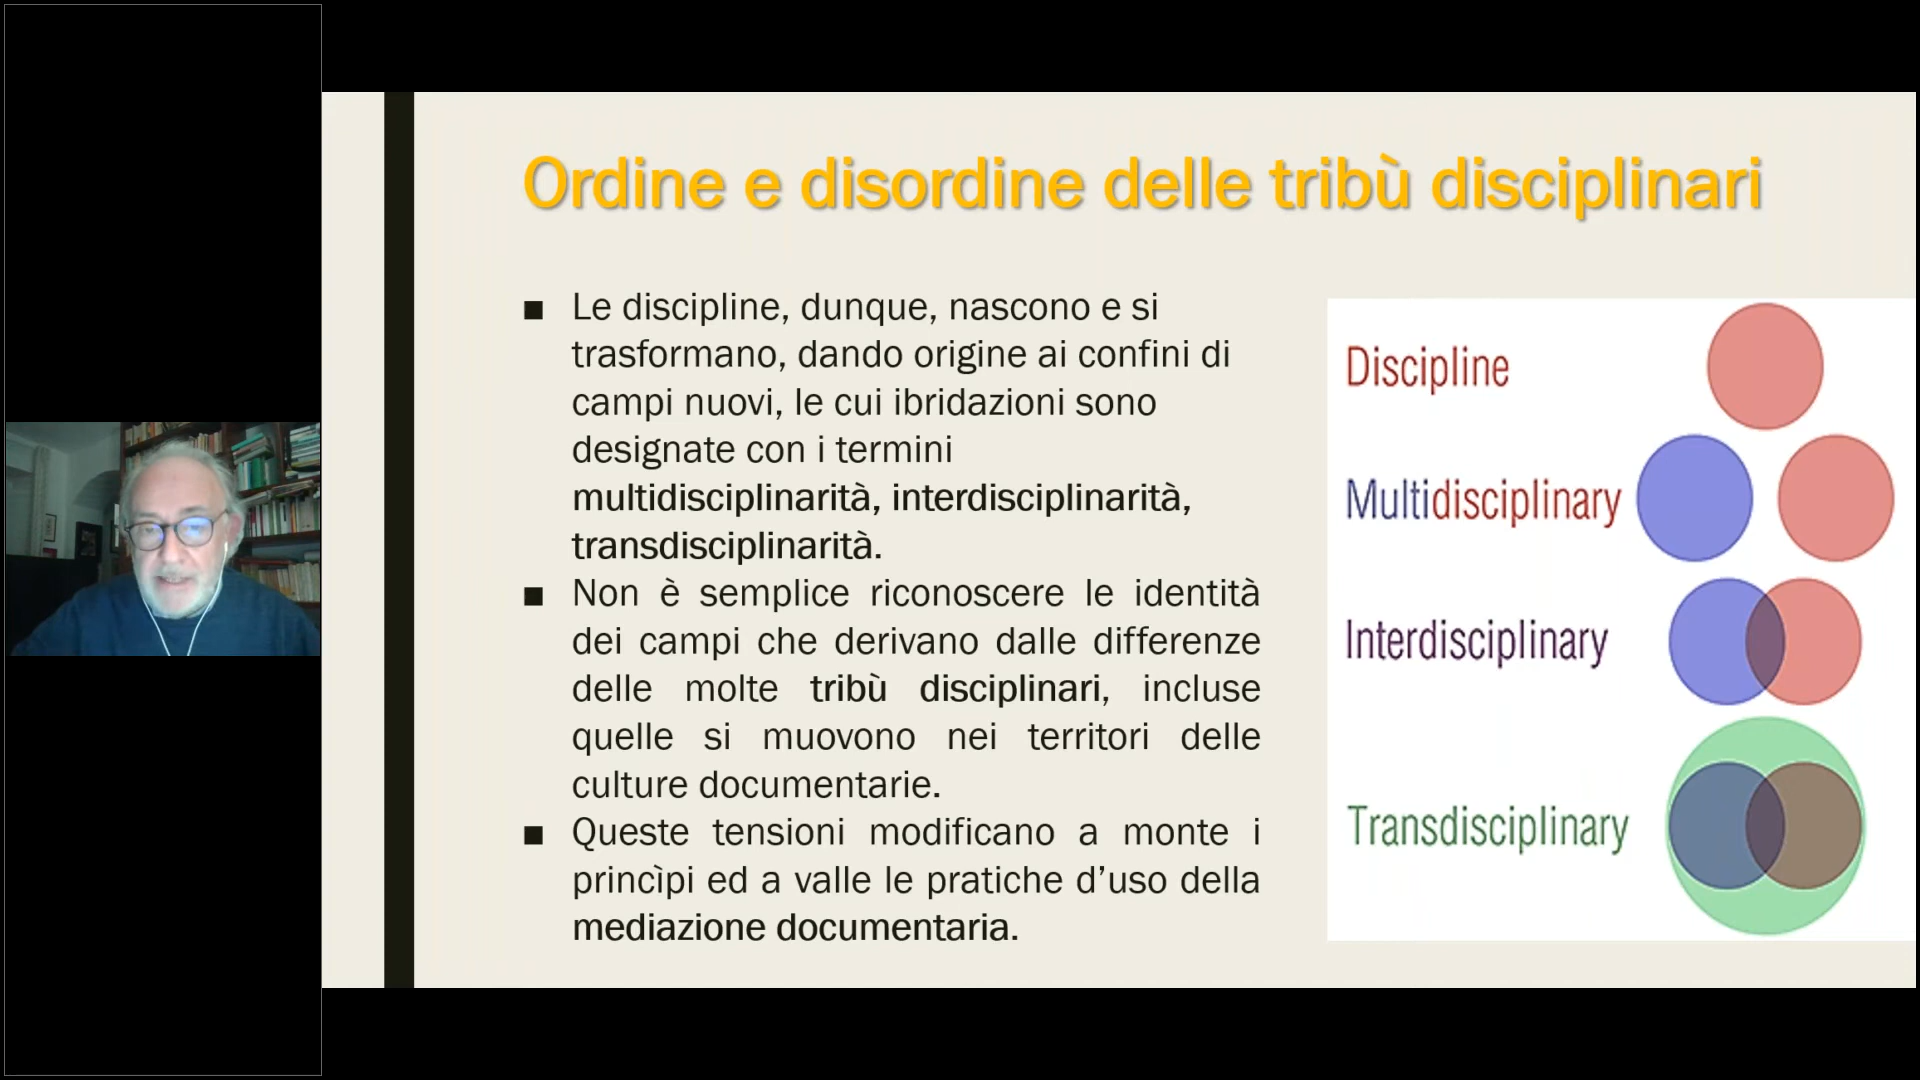 Ordine e disordine delle tribù disciplinari
■ Le discipline, dunque, nascono e si
trasformano, dando origine ai confini di
campi nuovi, le cui ibridazioni sono
designate con i termini
multidisciplinarità, interdisciplinarità,
transdisciplinarità.
■ Non è semplice riconoscere le identità
dei campi che derivano dalle differenze
delle molte tribù disciplinari, incluse
quelle si muovono nei territori delle
culture documentarie.
■ Queste tensioni modificano a monte i
princìpi ed a valle le pratiche d’uso della
mediazione documentaria.
Discipline
Multidisciplinary
Interdisciplinary
Transdisciplinary